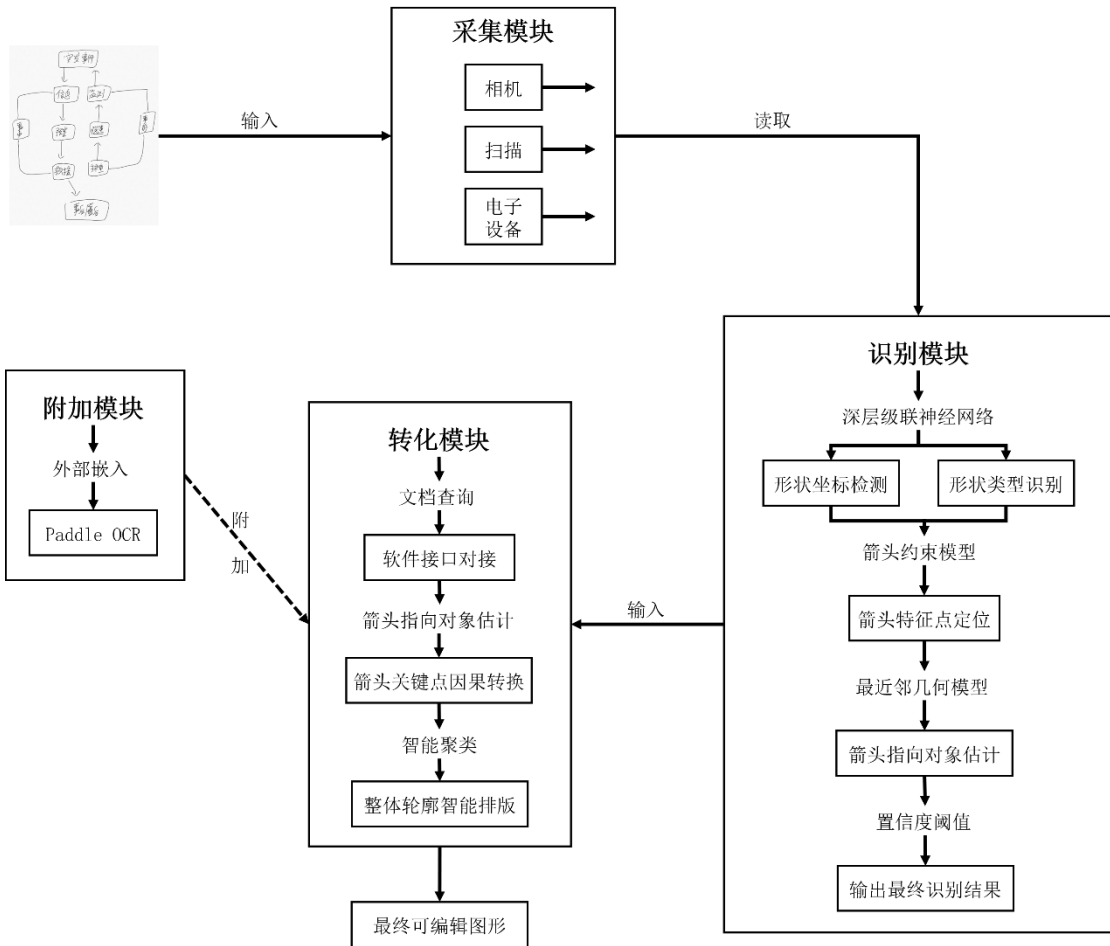 采集模块
相机
扫描
电子
设备
输入
读取
识别模块
深层级联神经网络
形状坐标检测
形状类型识别
箭头约束模型
箭头特征点定位
最近邻几何模型
箭头指向对象估计
置信度阈值
输出最终识别结果
输入
转化模块
文档查询
软件接口对接
箭头指向对象估计
箭头关键点因果转换
智能聚类
整体轮廓智能排版
最终可编辑图形
附加模块
外部嵌入
Paddle OCR
附
加